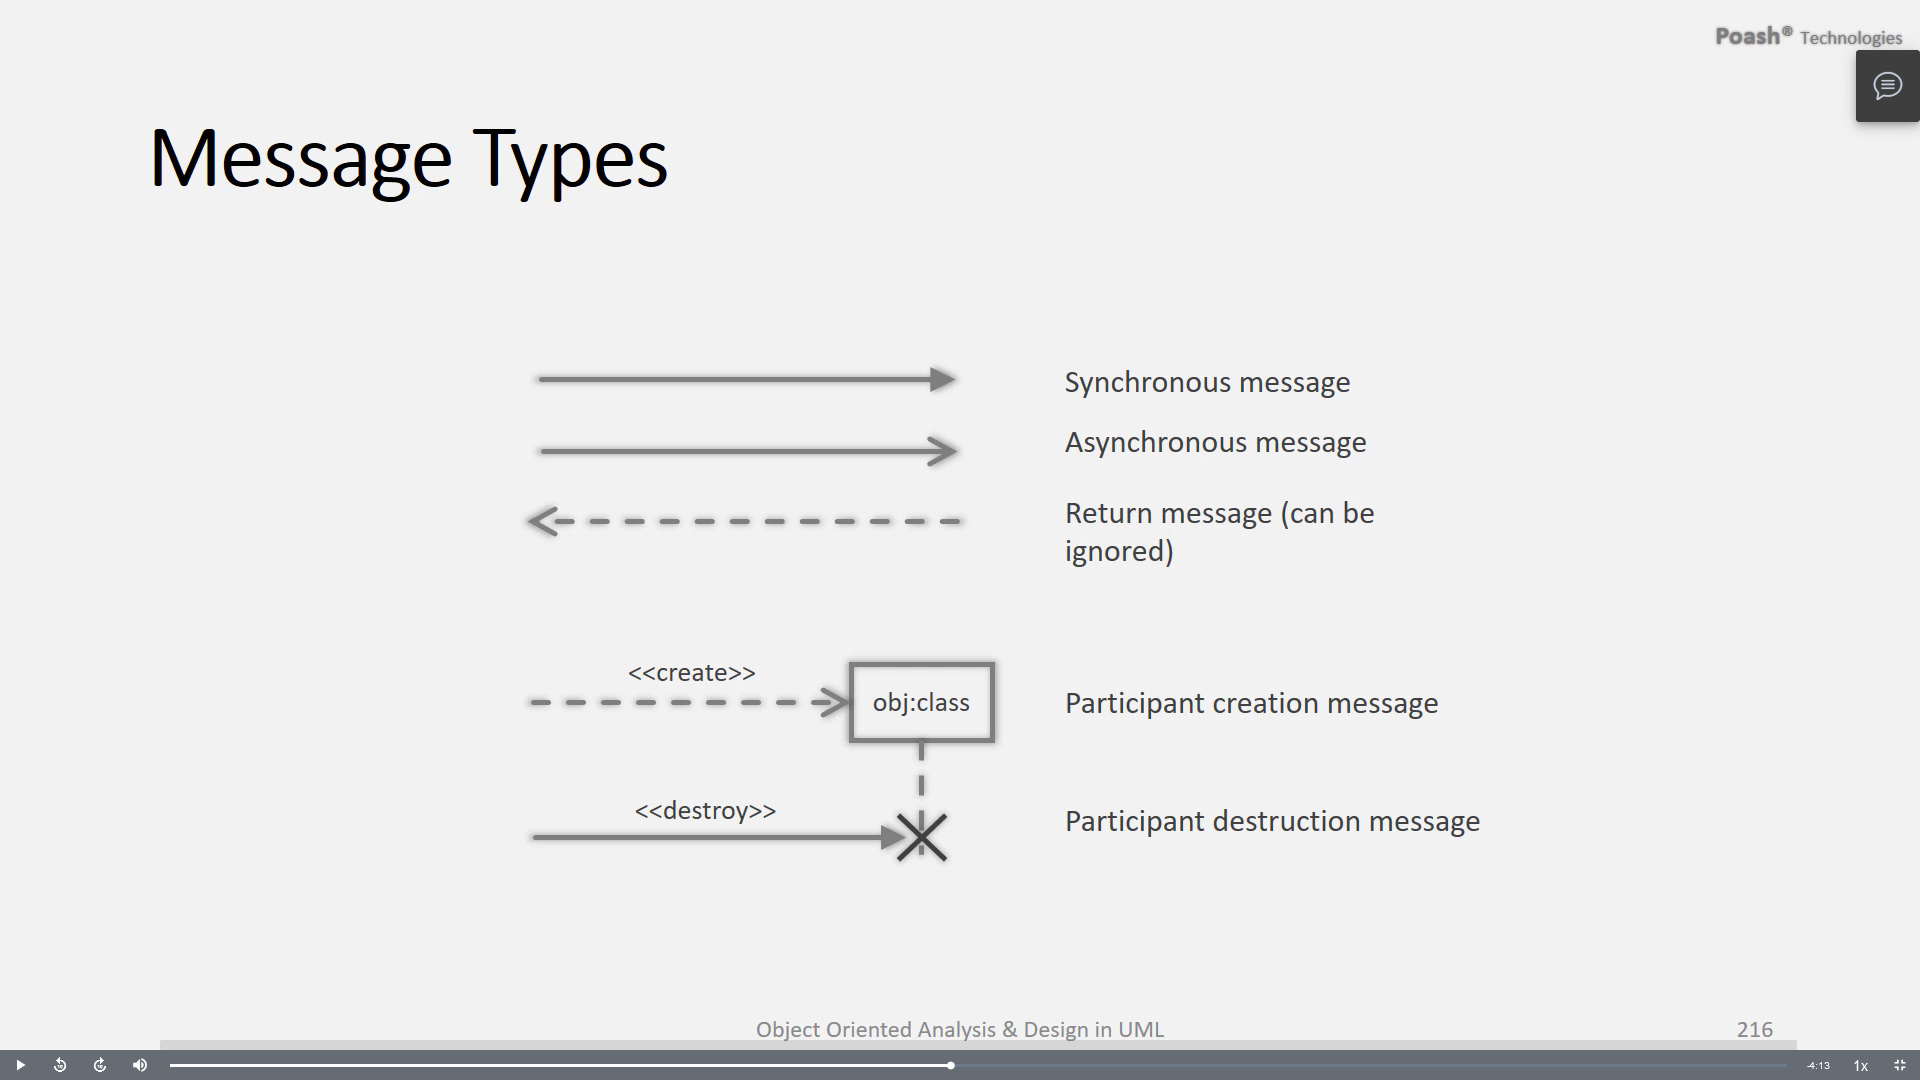 Poash® Technologies
Message Types
Synchronous message
Asynchronous message
Return message (can be
ignored)
<<create>>
obj:class
Participant creation message
<<destroy>>
Participant destruction message
Object Oriented Analysis & Design in UML
216
-4:13
1x